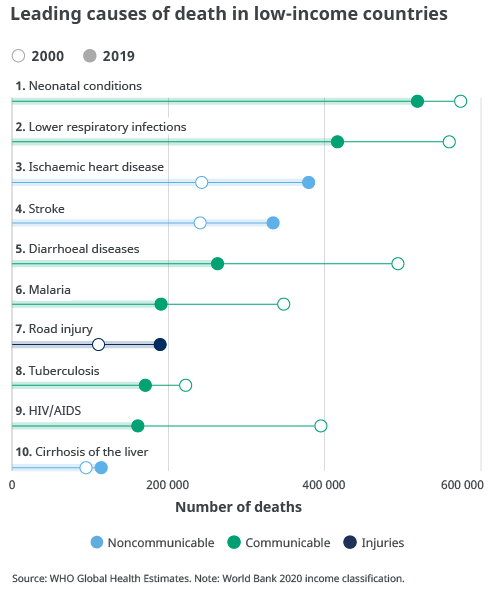 Leading causes of death in low-income countries
2000 2019
1. Neonatal conditions
2. Lower respiratory infections
3. Ischaemic heart disease
4. Stroke
5. Diarrhoeal diseases
6. Malaria
7. Road injury
8. Tuberculosis
9. HIV/AIDS
10. Cirrhosis of the liver
0 200 000 400 000 600 000
Number of deaths
Noncommunicable Communicable Injuries
Source: WHO Global Health Estimates. Note: World Bank 2020 income classification.